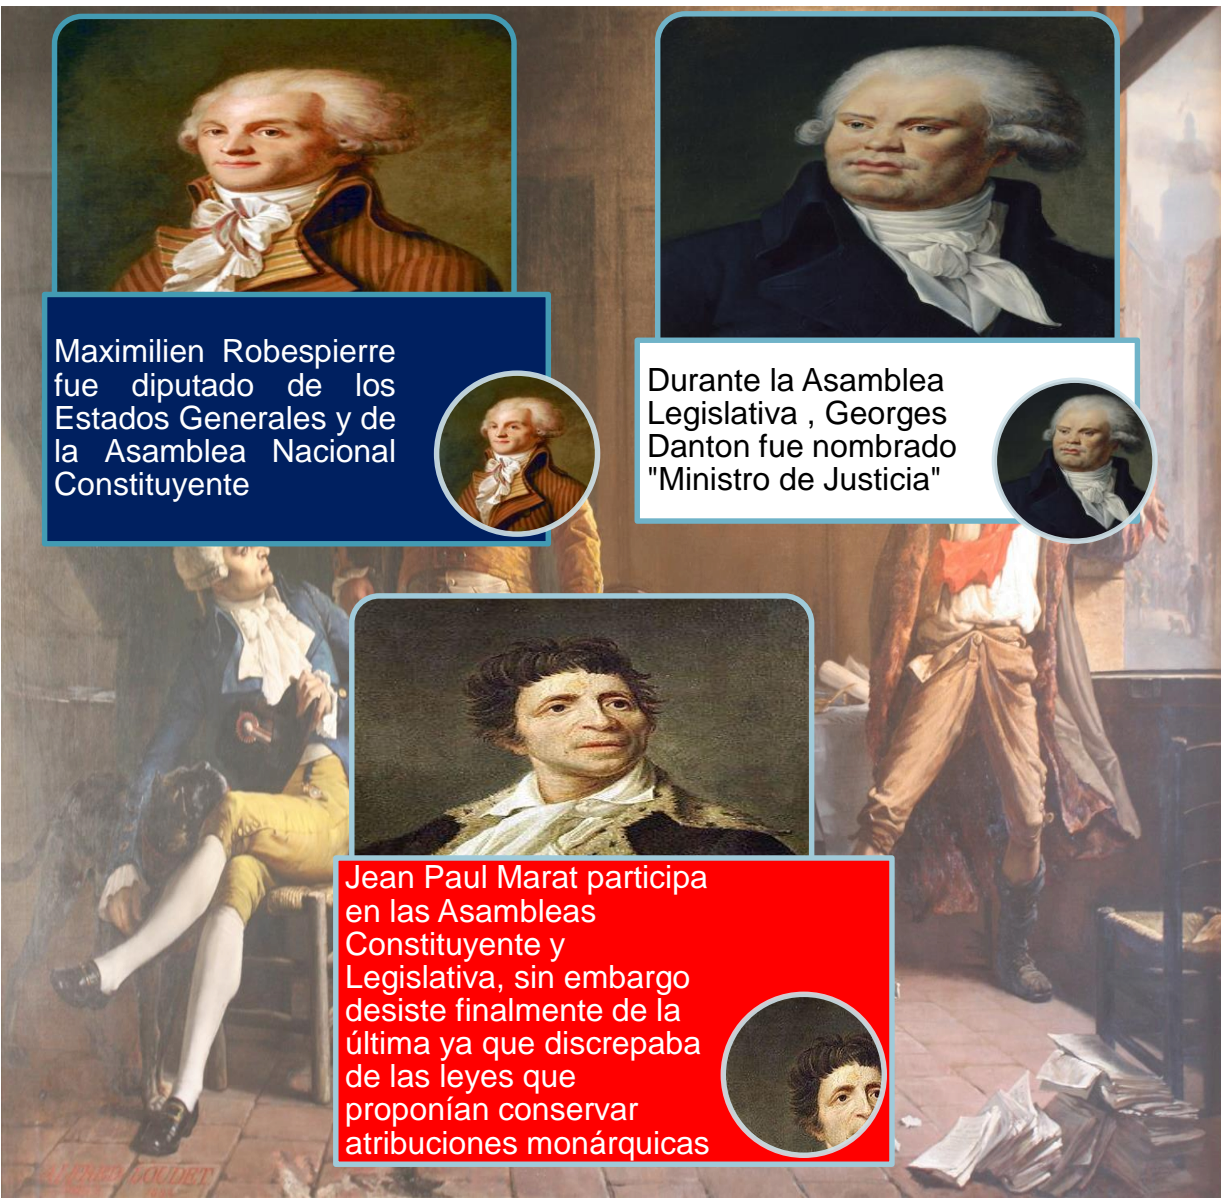 Maximilien Robespierre
fue diputado de los
Estados Generales y de
la Asamblea Nacional
Constituyente
Durante la Asamblea
Legislativa , Georges
Danton fue nombrado
"Ministro de Justicia"
Jean Paul Marat participa
en las Asambleas
Constituyente y
Legislativa, sin embargo
desiste finalmente de la
última ya que discrepaba
de las leyes que
proponían conservar
atribuciones monárquicas
ALFRED LOUDET